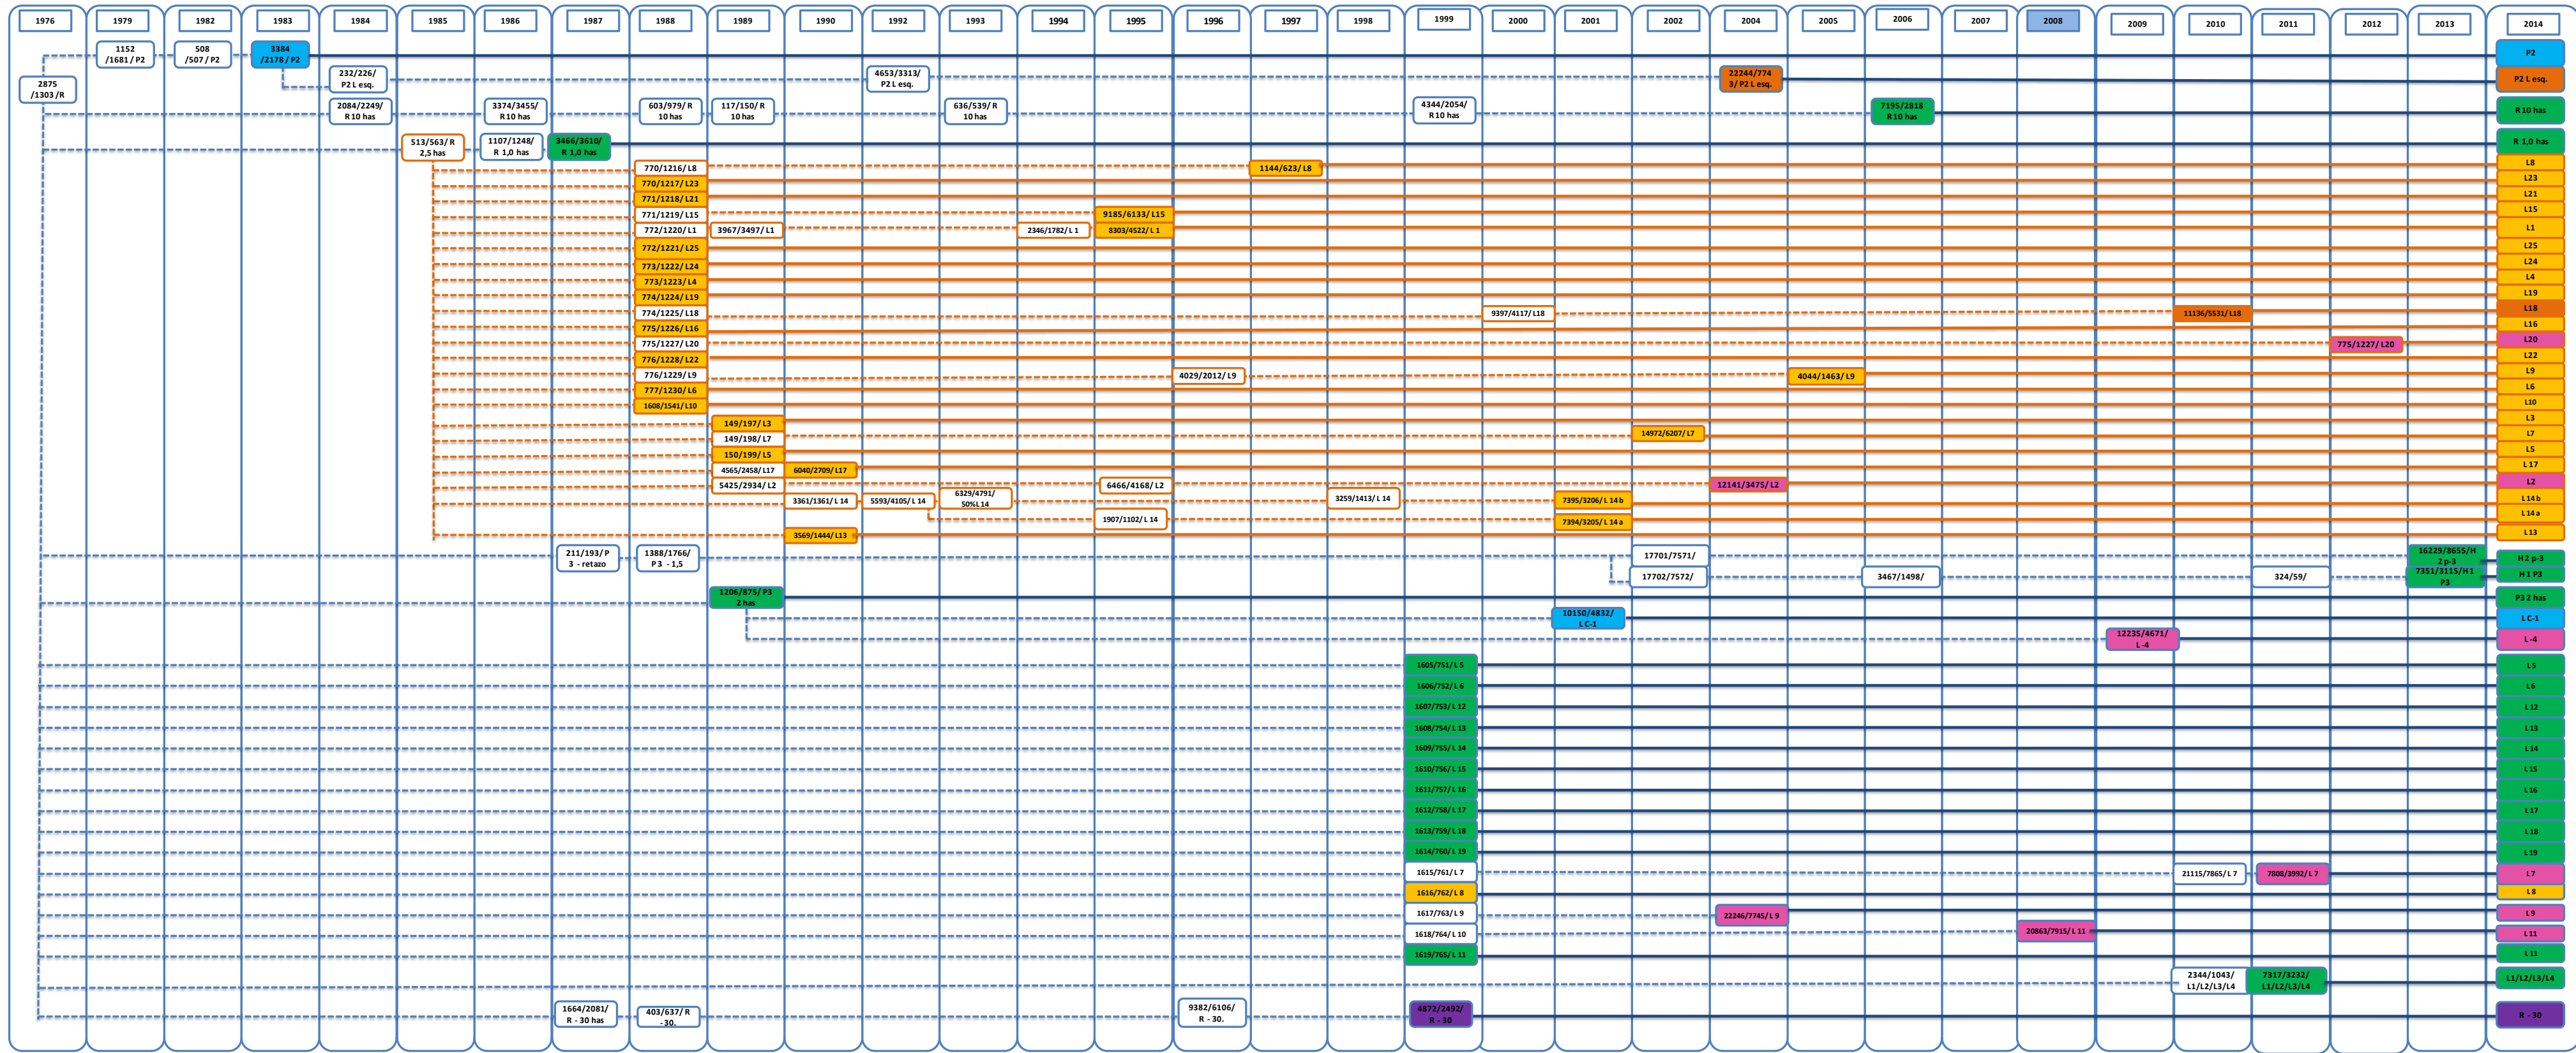 1976 1979 1982 1983 1984 1985 1986 1987 1988 1989 1990 1992 1993 1994 1995 1996 1997 1998 1999 2000 2001 2002 2004 2005 2006 2007 2008 2009 2010 2011 2012 2013 2014
1152
/1681 / P2
508
/507 / P2
3384
/2178 / P2
P2
2875
/1303 /R
232/226/
P2 L esq.
4653/3313/
P2 L esq.
22244/774
3/ P2 L esq.
P2 L esq.
2084/2249/
R 10 has
3374/3455/
R 10 has
603/979/ R
10 has
117/150/ R
10 has
636/539/ R
10 has
4344/2054/
R 10 has
7195/2818
R 10 has
R 10 has
513/563/ R
2,5 has
1107/1248/
R 1,0 has
3466/3610/
R 1,0 has
R 1,0 has
770/1216/ L8 1144/623/ L8 L8
770/1217/ L23 L23
771/1218/ L21 L21
771/1219/ L15 9185/6133/ L15 L15
772/1220/ L1 3967/3497/ L1 2346/1782/ L 1 8303/4522/ L 1 L1
772/1221/ L25 L25
773/1222/ L24 L24
773/1223/ L4 L4
774/1224/ L19 L19
774/1225/ L18 9397/4117/ L18 11136/5531/ L18 L18
775/1226/ L16 L16
775/1227/ L20 775/1227/ L20 L20
776/1228/ L22 L22
776/1229/ L9 4029/2012/ L9 4044/1463/ L9 L9
777/1230/ L6 L6
1608/1541/ L10 L10
149/197/ L3 L3
149/198/ L7 14972/6207/ L7 L7
150/199/ L5 L5
4565/2458/ L17 6040/2709/ L17 L 17
5425/2934/ L2 6466/4168/ L2 12141/3475/ L2 L2
3361/1361/ L 14 5593/4105/ L 14
6329/4791/
50%L 14
3259/1413/ L 14 7395/3206/ L 14 b L 14 b
1907/1102/ L 14 7394/3205/ L 14 a L 14 a
3569/1444/ L13 L 13
211/193/ P
3 - retazo
1388/1766/
P 3 - 1,5
17701/7571/
16229/8655/H
2 p-3
H 2 p-3
17702/7572/ 3467/1498/ 324/59/
7351/3115/H 1
P3
H 1 P3
1206/875/ P3
2 has
P3 2 has
10150/4832/
L C-1
L C-1
12235/4671/
L -4
L -4
1605/751/ L 5 L 5
1606/752/ L 6 L 6
1607/753/ L 12 L 12
1608/754/ L 13 L 13
1609/755/ L 14 L 14
1610/756/ L 15 L 15
1611/757/ L 16 L 16
1612/758/ L 17 L 17
1613/759/ L 18 L 18
1614/760/ L 19 L 19
1615/761/ L 7 21115/7865/ L 7 7808/3992/ L 7 L 7
1616/762/ L 8 L 8
1617/763/ L 9 22246/7745/ L 9 L 9
1618/764/ L 10 20863/7915/ L 11 L 11
1619/765/ L 11 L 11
2344/1043/
L1/L2/L3/L4
7317/3232/
L1/L2/L3/L4
L1/L2/L3/L4
1664/2081/
R - 30 has
403/637/ R
-30.
9382/6106/
R - 30.
4872/2492/
R - 30
R - 30